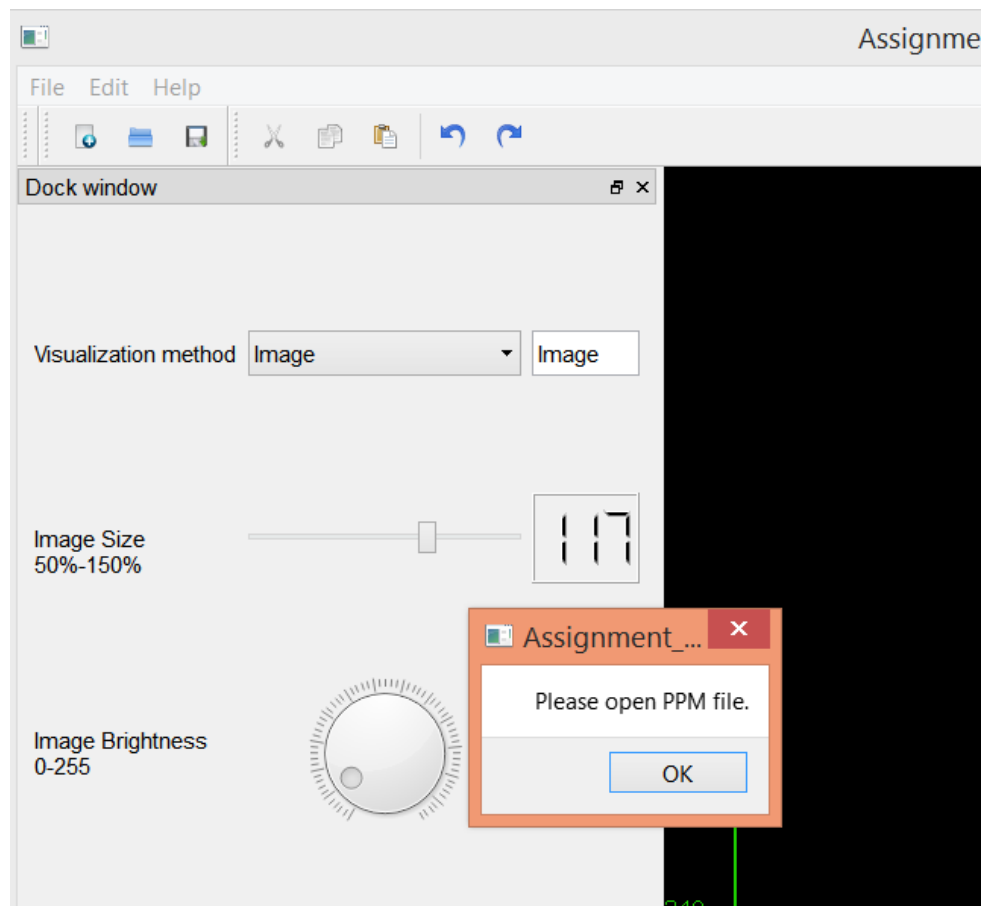 Assignme
File Edit Help
Dock window
Visualization method Image Image
Image Size
50%-150%
117
Assignment_...
Please open PPM file.
OK
Image Brightness
0-255